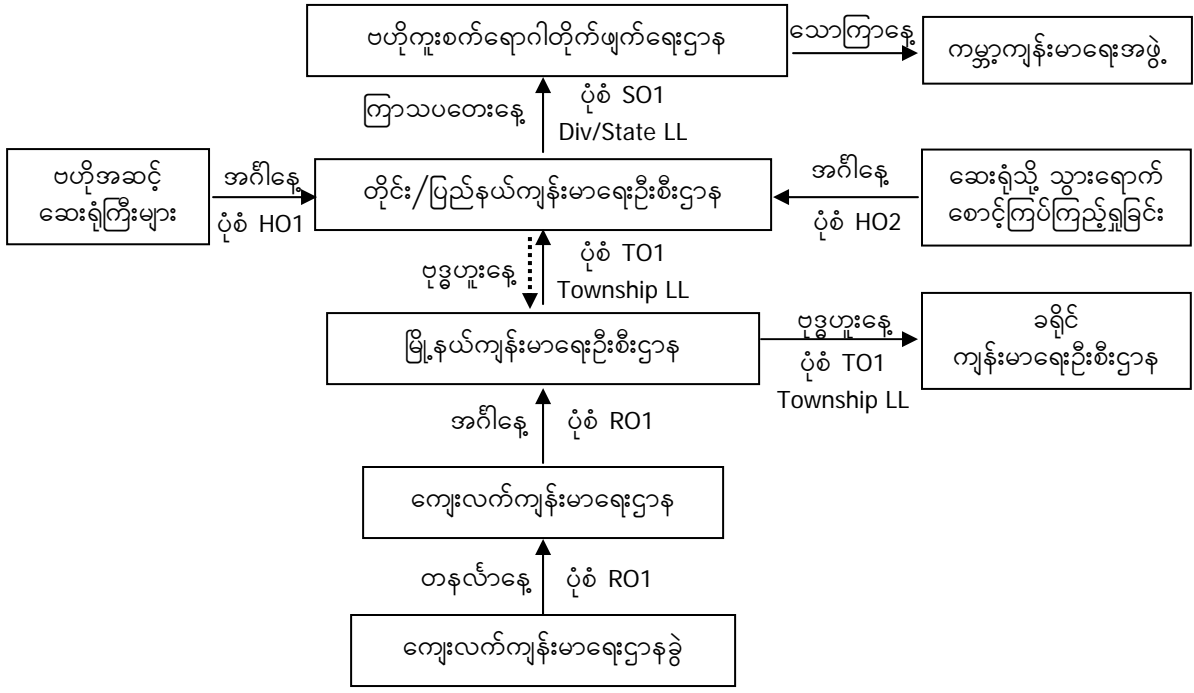 ဗဟိုကူးစက်ရောဂါတိုက်ဖျက်ရေးဌာန
သောကြာနေ့
ကမ္ဘာ့ကျန်းမာရေးအဖွဲ့
ကြာသပတေးနေ့
ပုံစံ SO1
Div/State LL
ဗဟိုအဆင့်
ဆေးရုံကြီးများ
အင်္ဂါနေ့
ပုံစံ HO1
တိုင်း/ပြည်နယ်ကျန်းမာရေးဦးစီးဌာန
အင်္ဂါနေ့
ပုံစံ HO2
ဆေးရုံသို့ သွားရောက်
စောင့်ကြပ်ကြည့်ရှုခြင်း
ဗုဒ္ဓဟူးနေ့
ပုံစံ TO1
Township LL
မြို့နယ်ကျန်းမာရေးဦးစီးဌာန
ဗုဒ္ဓဟူးနေ့
ပုံစံ TO1
Township LL
ခရိုင်
ကျန်းမာရေးဦးစီးဌာန
အင်္ဂါနေ့
ပုံစံ RO1
ကျေးလက်ကျန်းမာရေးဌာန
တနင်္လာနေ့
ပုံစံ RO1
ကျေးလက်ကျန်းမာရေးဌာနခွဲ